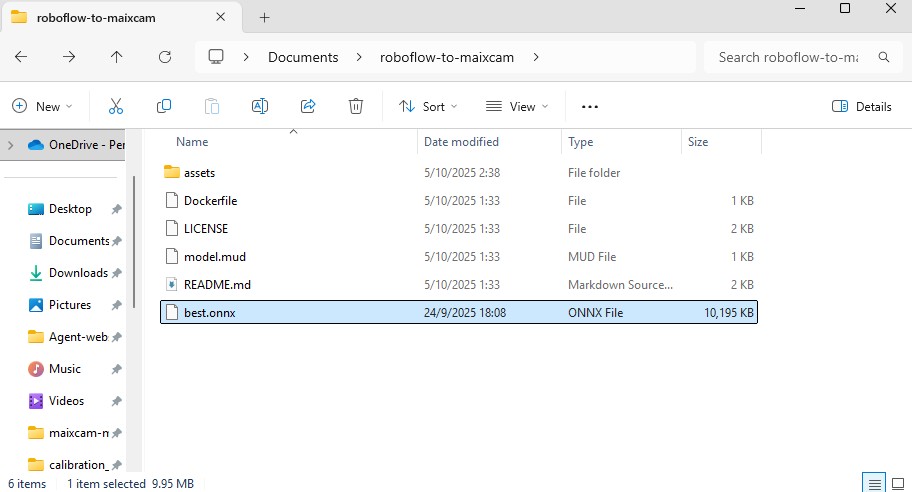 roboflow-to-maixcam
Documents
roboflow-to-maixcam
Search roboflow-to-ma
New
Sort
View
Details
OneDrive - Per
Desktop
Documents
Downloads
Pictures
Agent-web
Music
Videos
maixcam-m
calibration_
Name Date modified Type Size
assets 5/10/2025 2:38 File folder
Dockerfile 5/10/2025 1:33 File 1 KB
LICENSE 5/10/2025 1:33 File 2 KB
model.mud 5/10/2025 1:33 MUD File 1 KB
README.md 5/10/2025 1:33 Markdown Source... 2 KB
best.onnx 24/9/2025 18:08 ONNX File 10,195 KB
6 items 1 item selected 9.95 MB